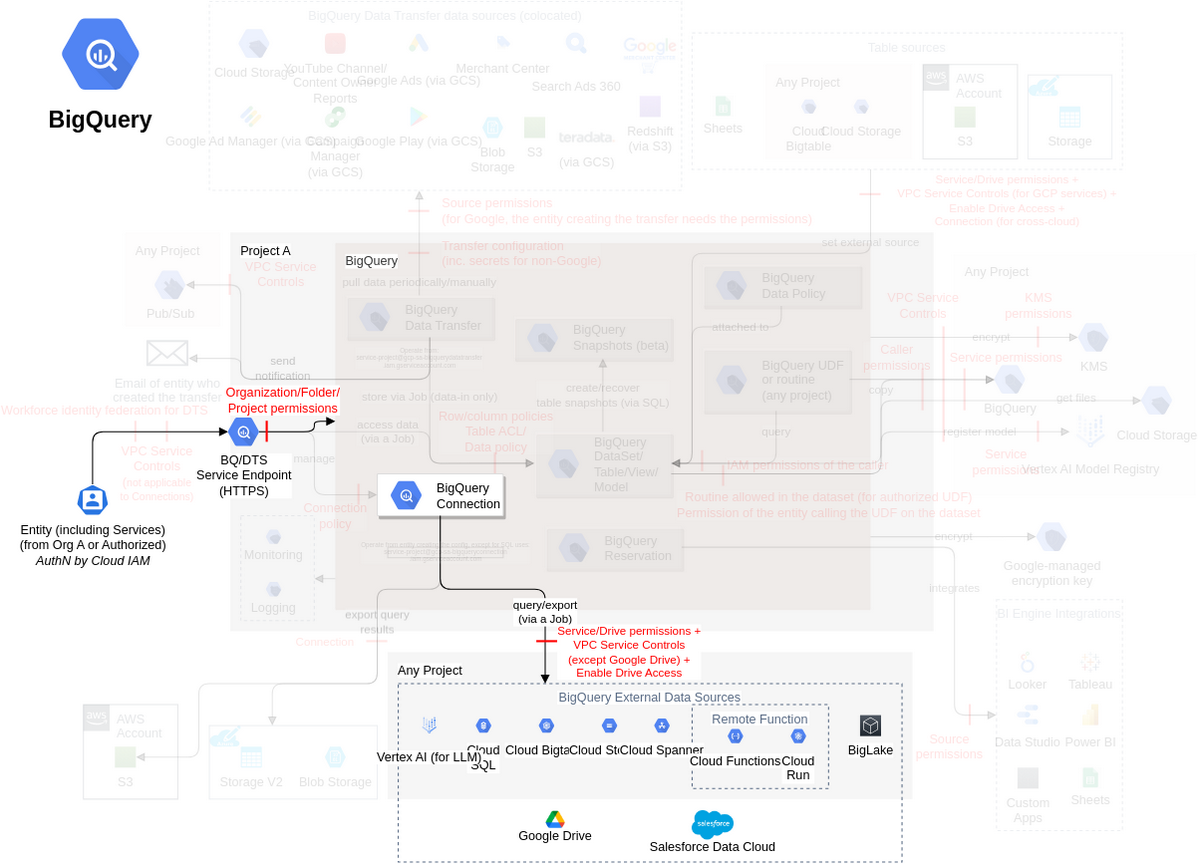 BigQuery
BigQuery Data Transfer data sources (colocated)
Cloud Storage
YouTube Channel/
Content Owner
Reports
Google Ads (via GCS)
Merchant Center
Search Ads 360
Google
Google Ad Manager (via GCS)
Campaign
Manager
(via GCS)
Google Play (via GCS)
Blob
Storage
S3
teradata.
(via GCS)
Redshift
(via S3)
Table sources
Sheets
Any Project
Cloud
Bigtable
Cloud Storage
aws
AWS
Account
S3
Storage
Service/Drive permissions +
VPC Service Controls (for GCP services) +
Enable Drive Access +
Connection (for cross-cloud)
Source permissions
(for Google, the entity creating the transfer needs the permissions)
Transfer configuration
(inc. secrets for non-Google)
set external source
Any Project
Pub/Sub
Project A
VPC Service
Controls
BigQuery
pull data periodically/manually
BigQuery
Data Transfer
BigQuery
Snapshots (beta)
BigQuery
Data Policy
attached to
BigQuery UDF
or routine
(any project)
Any Project
VPC Service
Controls
KMS
permissions
encrypt
KMS
Caller
permissions
Service permissions
copy
BigQuery
get files
Cloud Storage
register model
Service
permissions
Vertex AI Model Registry
send
notification
Email of entity who
created the transfer
Workforce identity federation for DTS
VPC Service
Controls
(not applicable
to Connections)
Organization/Folder/
Project permissions
store via Job (data-in only)
create/recover
table snapshots (via SQL)
access data
(via a Job)
Row/column policies
Table ACL/
Data policy
query
manage
BigQuery
DataSet/
Table/View/
Model
IAM permissions of the caller
Routine allowed in the dataset (for authorized UDF)
Permission of the entity calling the UDF on the dataset
BQ/DTS
Service Endpoint
(HTTPS)
Connection
policy
BigQuery
Connection
Entity (including Services)
(from Org A or Authorized)
AuthN by Cloud IAM
Monitoring
Logging
BigQuery
Reservation
encrypt
Google-managed
encryption key
integrates
export query
results
Connection
query/export
(via a Job)
Service/Drive permissions +
VPC Service Controls
(except Google Drive) +
Enable Drive Access
BI Engine Integrations
Looker
Tableau
Data Studio
Power BI
Custom
Apps
Sheets
Source
permissions
Any Project
BigQuery External Data Sources
Vertex AI (for LLM)
Cloud
SQL
Cloud Bigta
Cloud St
Cloud Spanner
Remote Function
Cloud Functions
Cloud
Run
BigLake
Google Drive
salesforce
Salesforce Data Cloud
aws
AWS
Account
S3
Storage V2
Blob Storage